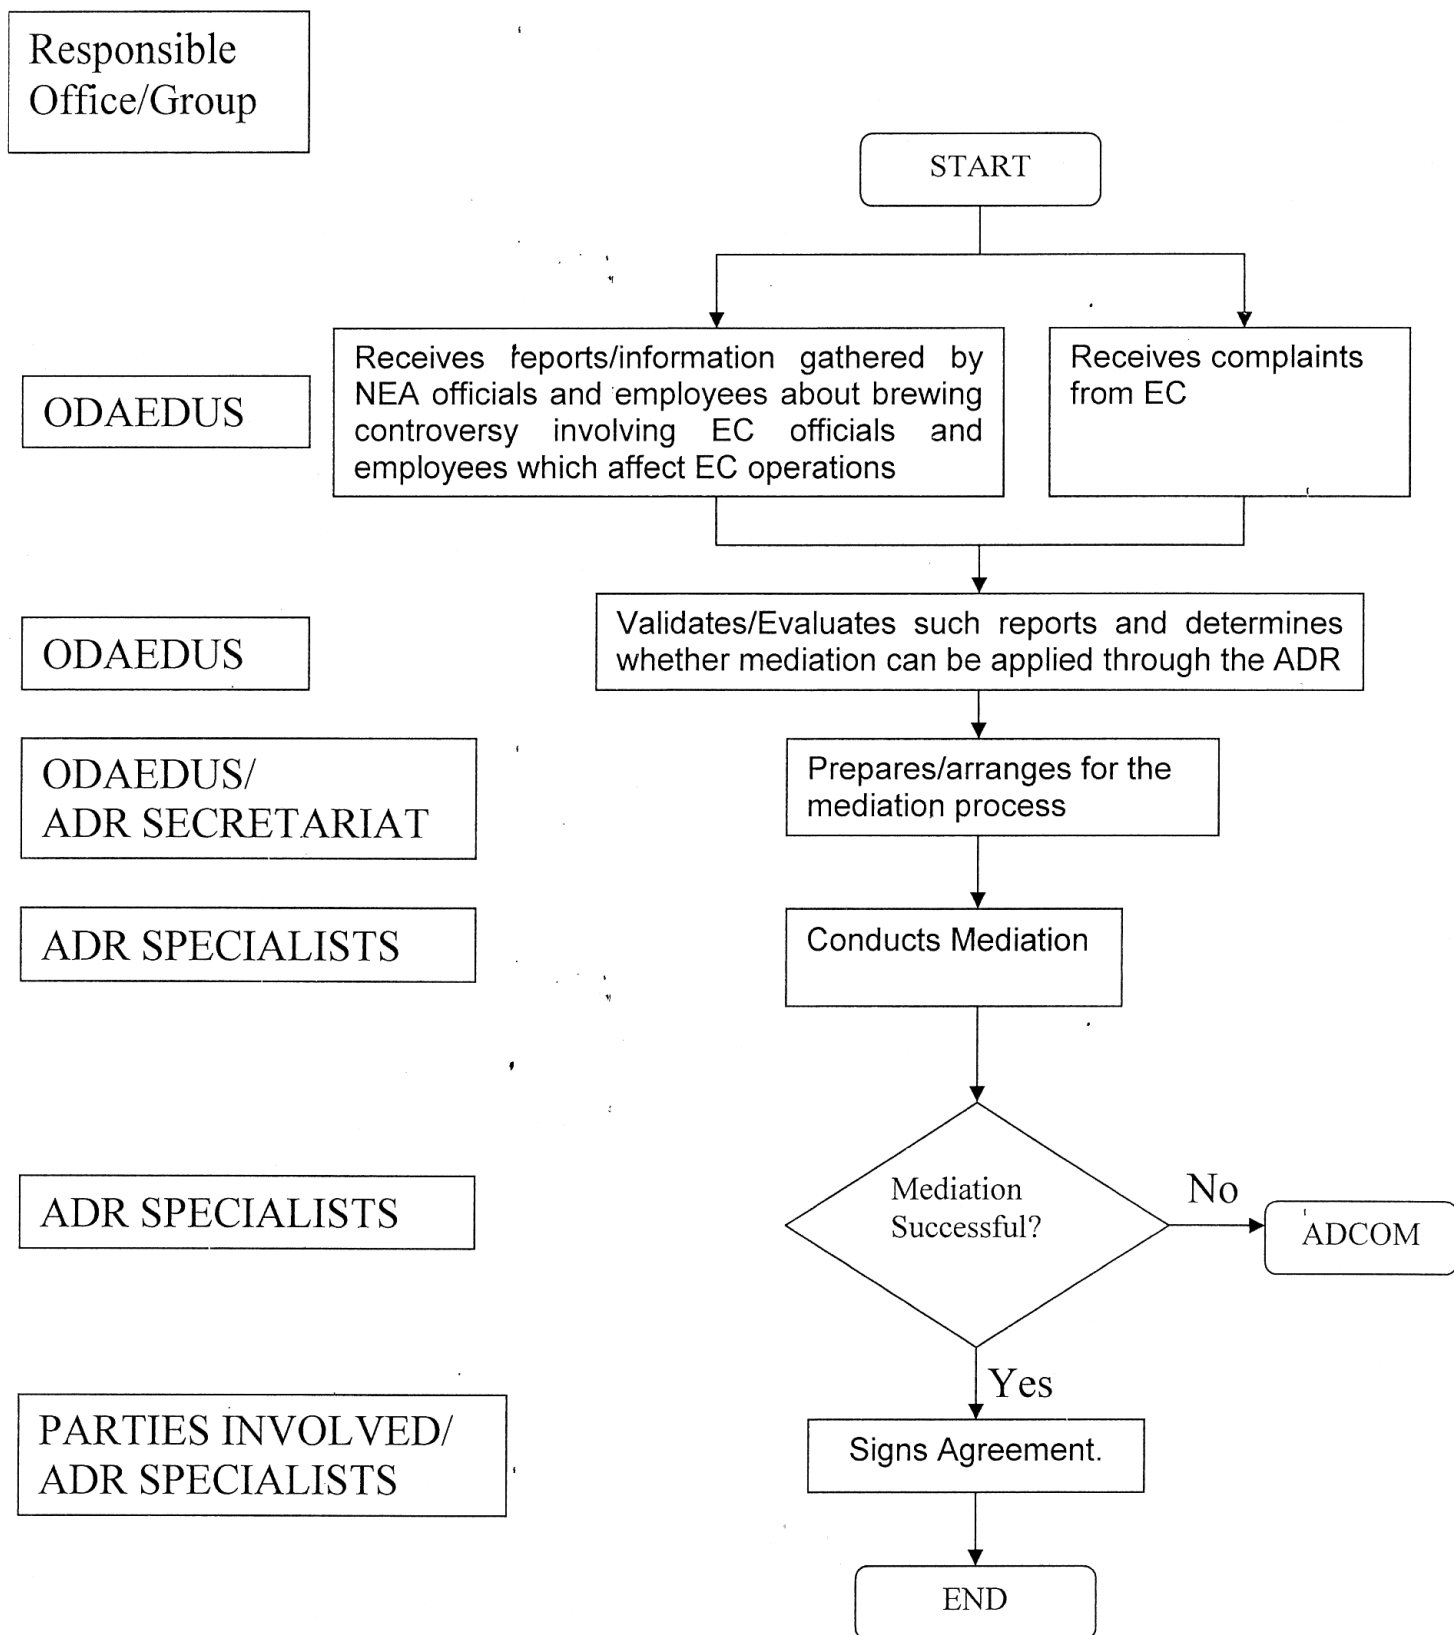 Responsible
Office/Group
START
ODAEDUS
Receives reports/information gathered by
NEA officials and employees about brewing
controversy involving EC officials and
employees which affect EC operations
Receives complaints
from EC
ODAEDUS
Validates/Evaluates such reports and determines
whether mediation can be applied through the ADR
ODAEDUS/
ADR SECRETARIAT
Prepares/arranges for the
mediation process
ADR SPECIALISTS
Conducts Mediation
ADR SPECIALISTS
Mediation
Successful?
No
ADCOM
Yes
PARTIES INVOLVED/
ADR SPECIALISTS
Signs Agreement.
END